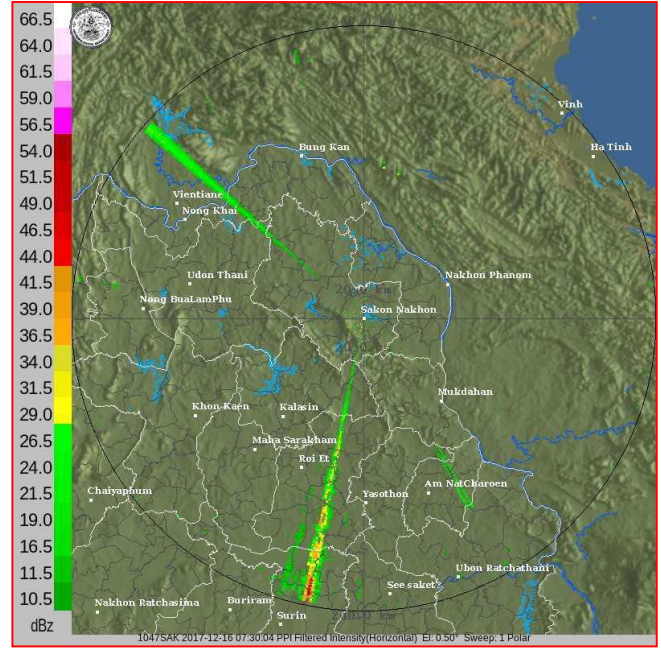 66.5
64.0
61.5
59.0
56.5
54.0
51.5
49.0
46.5
44.0
41.5
39.0
36.5
34.0
31.5
29.0
26.5
24.0
21.5
19.0
16.5
11.5
10.5
dBz
Vinh
Ha Tinh
Bung Kan
Vientiane
Nong Khai
Udon Thani
Nakhon Phanom
Nong BuaLamPhu
Sakon Nakhon
Mukdahan
Khon-Kaen
Kalasin
Maha Sarakham
Roi Et
Am NatCharoen
Chaiyaphum
Yasothon
Ubon Ratchathani
See saket
Nakhon Ratchasima
Buriram
Surin
1047SAK 2017-12-16 07:30:04 PPI Filtered Intensity(Horizontal) El: 0.50° Sweep: 1 Polar